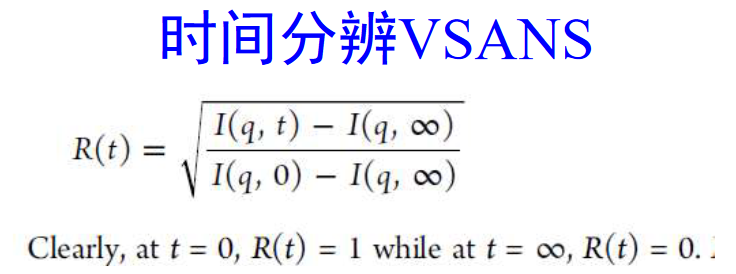 时间分辨VSANS
R(t) = √((I(q, t) − I(q, ∞))/(I(q, 0) − I(q, ∞)))
Clearly, at t = 0, R(t) = 1 while at t = ∞, R(t) = 0.